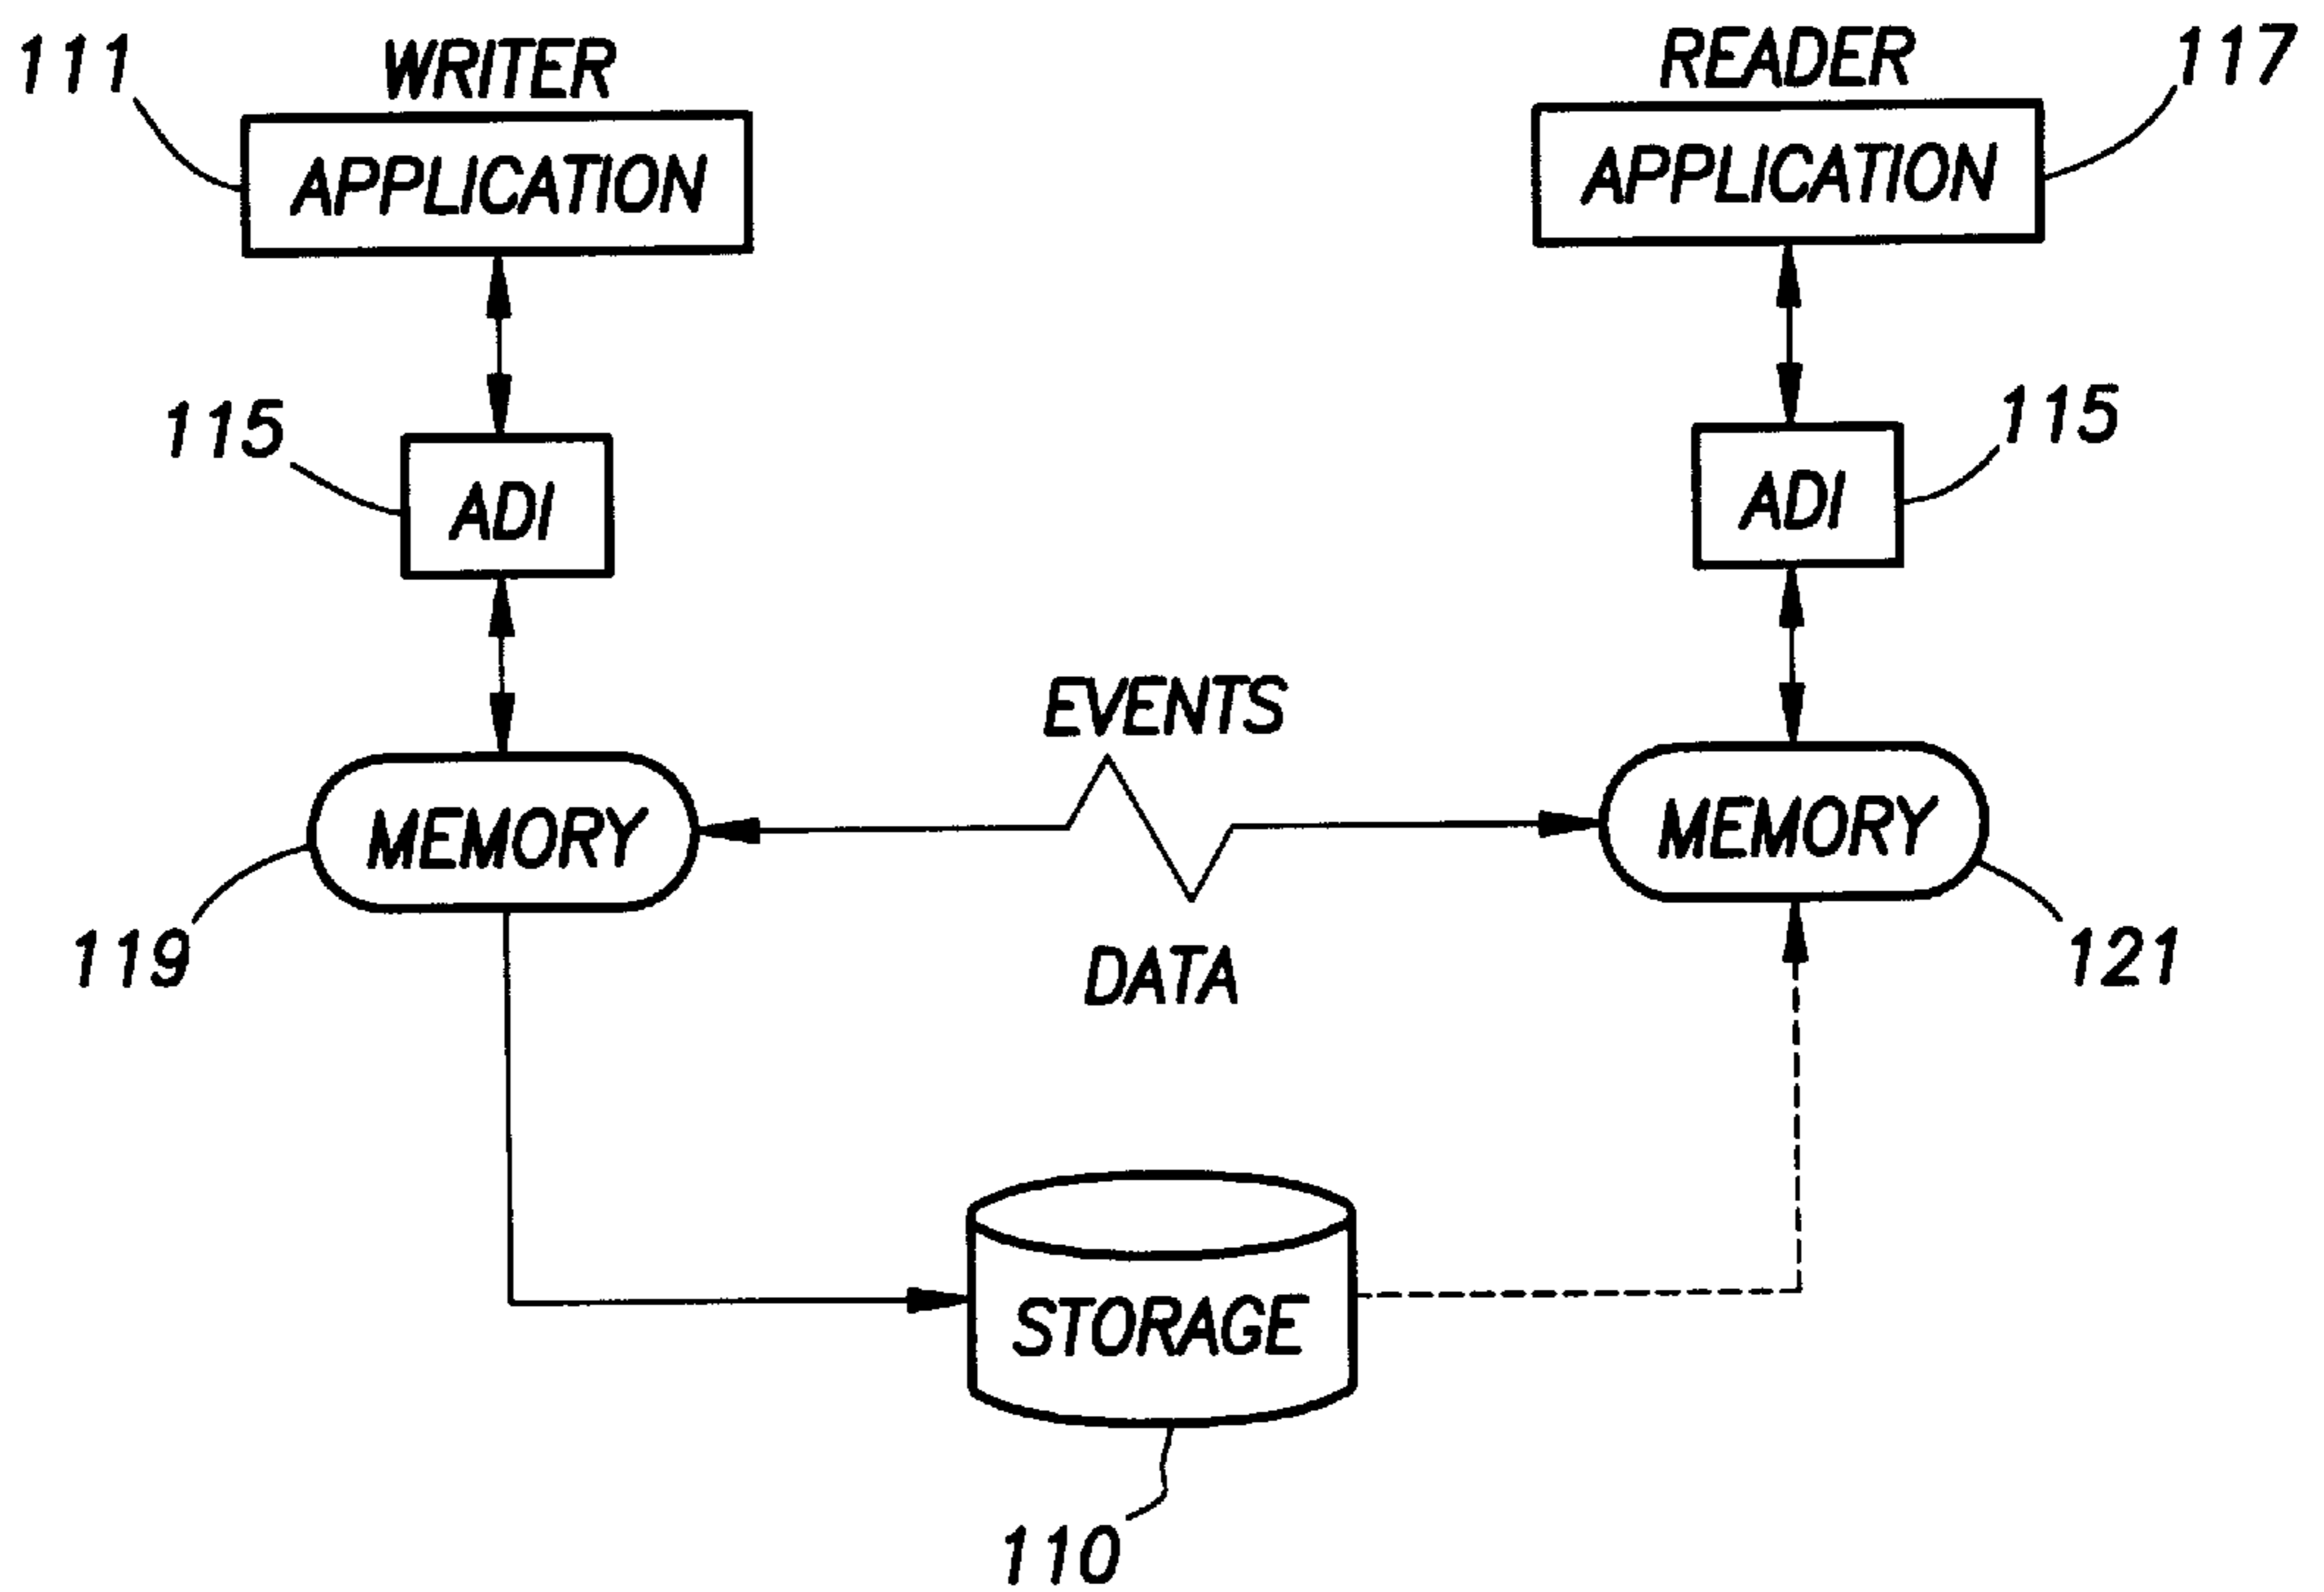 111
WRITER
READER
117
APPLICATION
APPLICATION
115
115
ADI
ADI
EVENTS
MEMORY
MEMORY
119
DATA
121
STORAGE
110